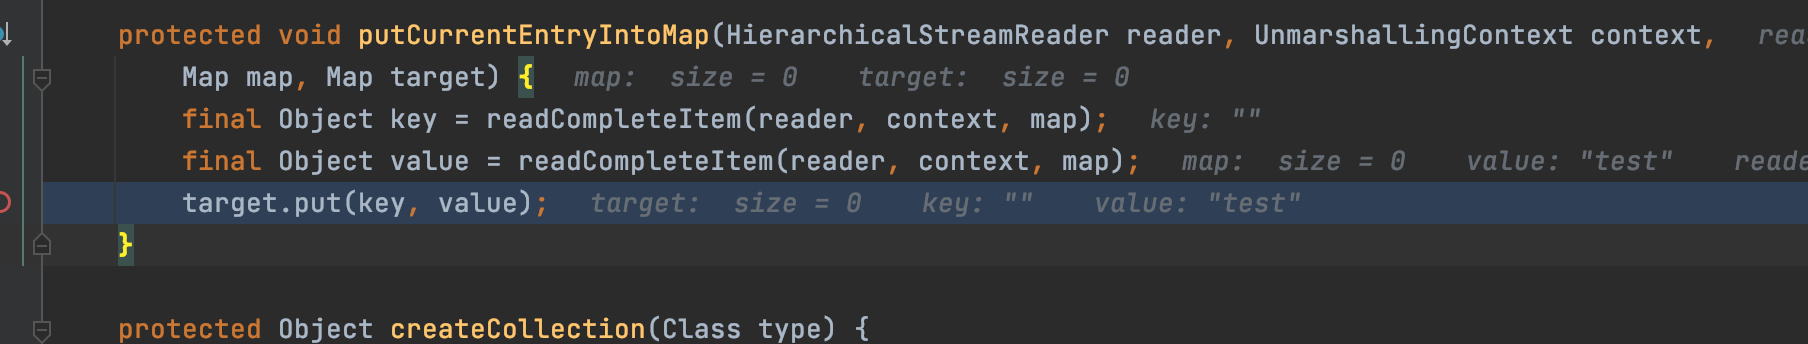 protected void putCurrentEntryIntoMap(HierarchicalStreamReader reader, UnmarshallingContext context,
Map map, Map target) { map: size = 0 target: size = 0
final Object key = readCompleteItem(reader, context, map); key: ""
final Object value = readCompleteItem(reader, context, map); map: size = 0 value: "test"
target.put(key, value); target: size = 0 key: "" value: "test"
}
protected Object createCollection(Class type) {